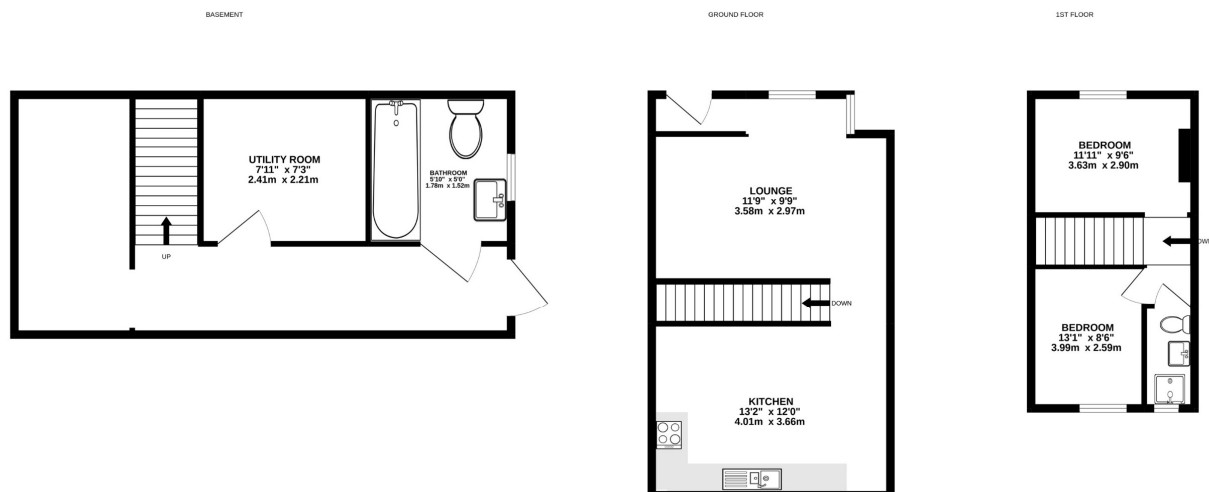 BASEMENT
GROUND FLOOR
1ST FLOOR
UTILITY ROOM
7'11" x 7'3"
2.41m x 2.21m
BATHROOM
5'10" x 5'0"
1.78m x 1.52m
UP
LOUNGE
11'9" x 9'9"
3.58m x 2.97m
DOWN
KITCHEN
13'2" x 12'0"
4.01m x 3.66m
BEDROOM
11'11" x 9'6"
3.63m x 2.90m
BEDROOM
13'1" x 8'6"
3.99m x 2.59m